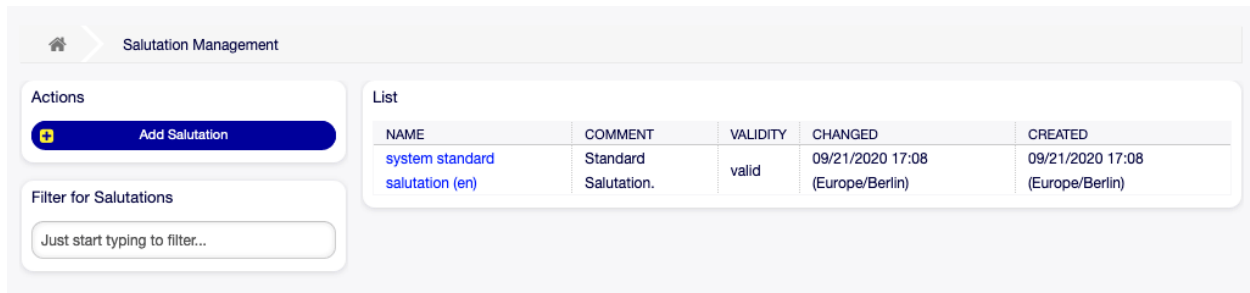 Salutation Management
Actions
Add Salutation
Filter for Salutations
Just start typing to filter...
List
NAME COMMENT VALIDITY CHANGED CREATED
system standard Standard valid 09/21/2020 17:08 09/21/2020 17:08
salutation (en) Salutation. (Europe/Berlin) (Europe/Berlin)